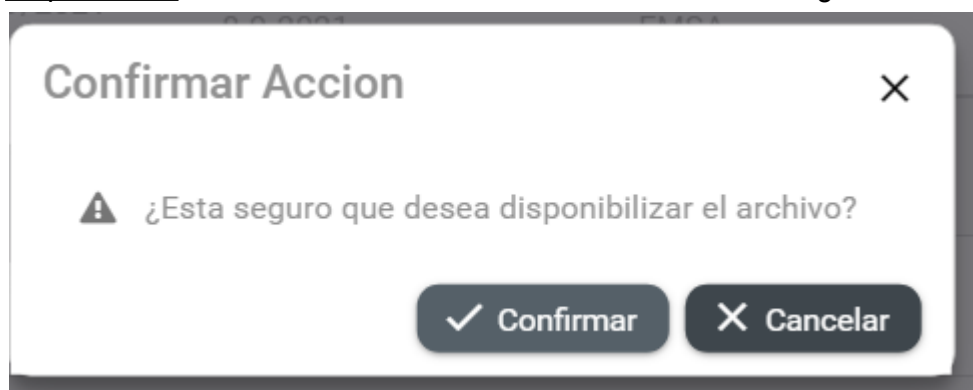 Confirmar Accion
¿Esta seguro que desea disponibilizar el archivo?
Confirmar
Cancelar